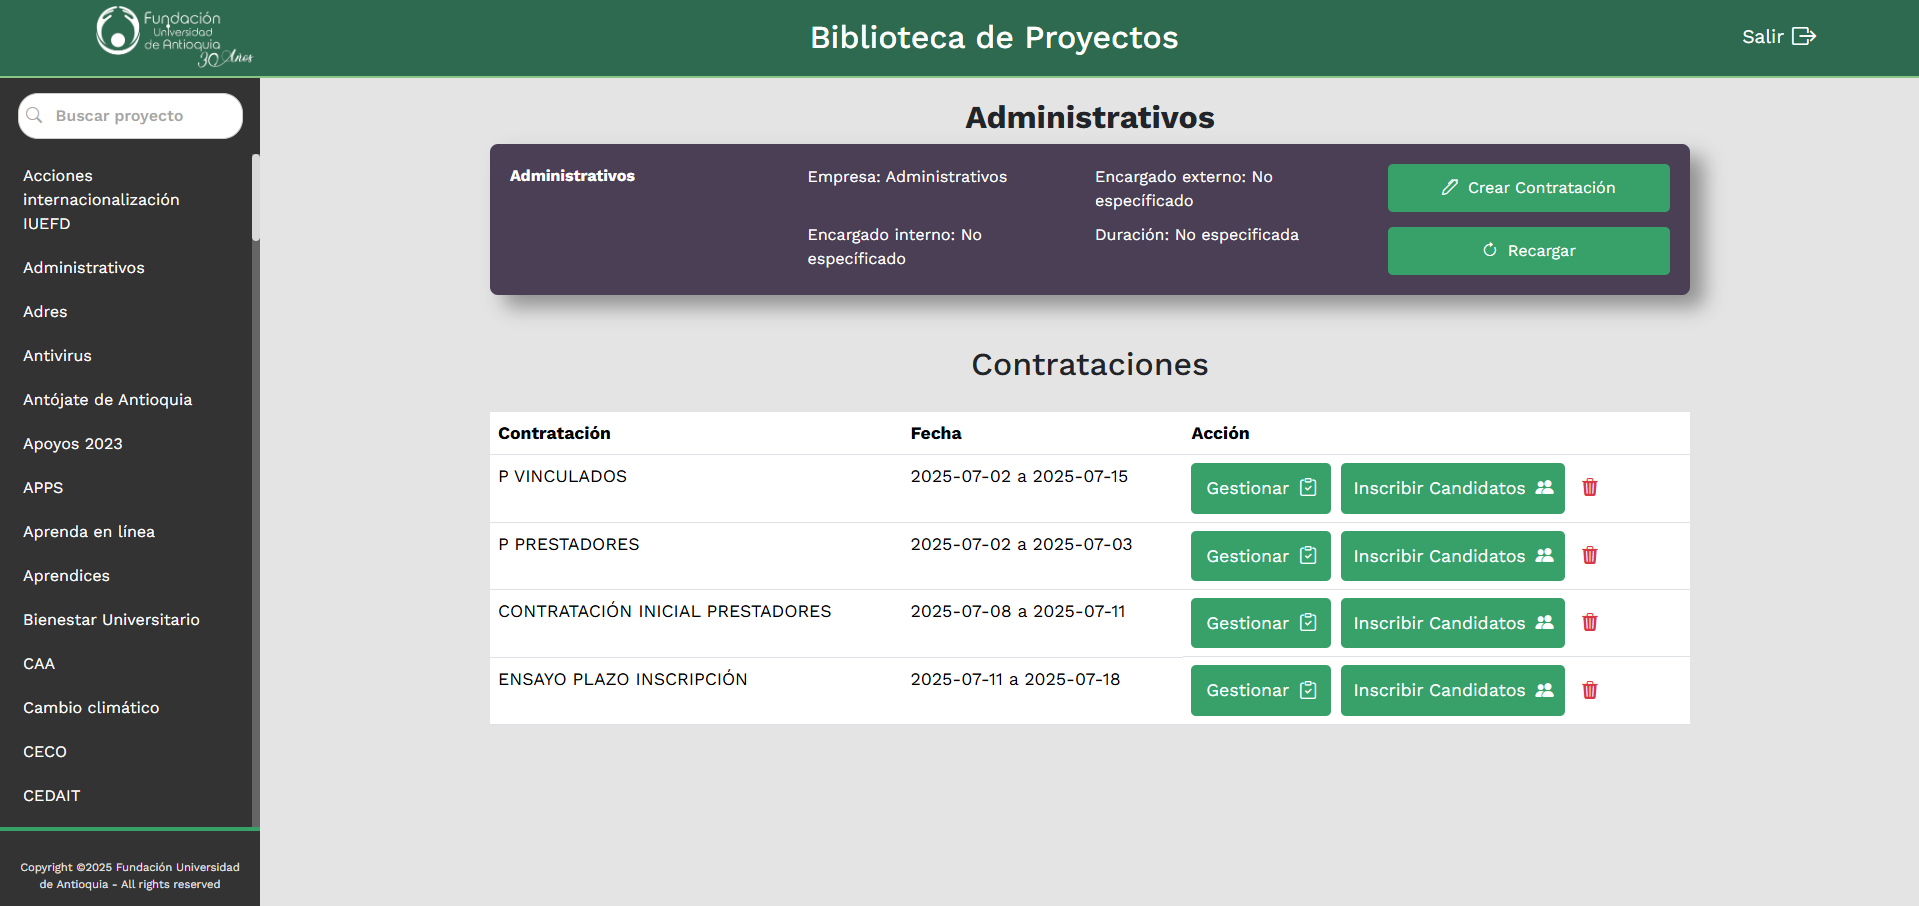 Fundación
Universidad
de Antioquia
30 Años
Biblioteca de Proyectos
Salir
Buscar proyecto
Acciones
internacionalización
IUEFD
Administrativos
Adres
Antivirus
Antójate de Antioquia
Apoyos 2023
APPS
Aprenda en línea
Aprendices
Bienestar Universitario
CAA
Cambio climático
CECO
CEDAIT
Copyright ©2025 Fundación Universidad
de Antioquia - All rights reserved
Administrativos
Administrativos
Empresa: Administrativos
Encargado externo: No
específicado
Encargado interno: No
específicado
Duración: No especificada
Crear Contratación
Recargar
Contrataciones
Contratación Fecha Acción
P VINCULADOS 2025-07-02 a 2025-07-15 Gestionar Inscribir Candidatos
P PRESTADORES 2025-07-02 a 2025-07-03 Gestionar Inscribir Candidatos
CONTRATACIÓN INICIAL PRESTADORES 2025-07-08 a 2025-07-11 Gestionar Inscribir Candidatos
ENSAYO PLAZO INSCRIPCIÓN 2025-07-11 a 2025-07-18 Gestionar Inscribir Candidatos